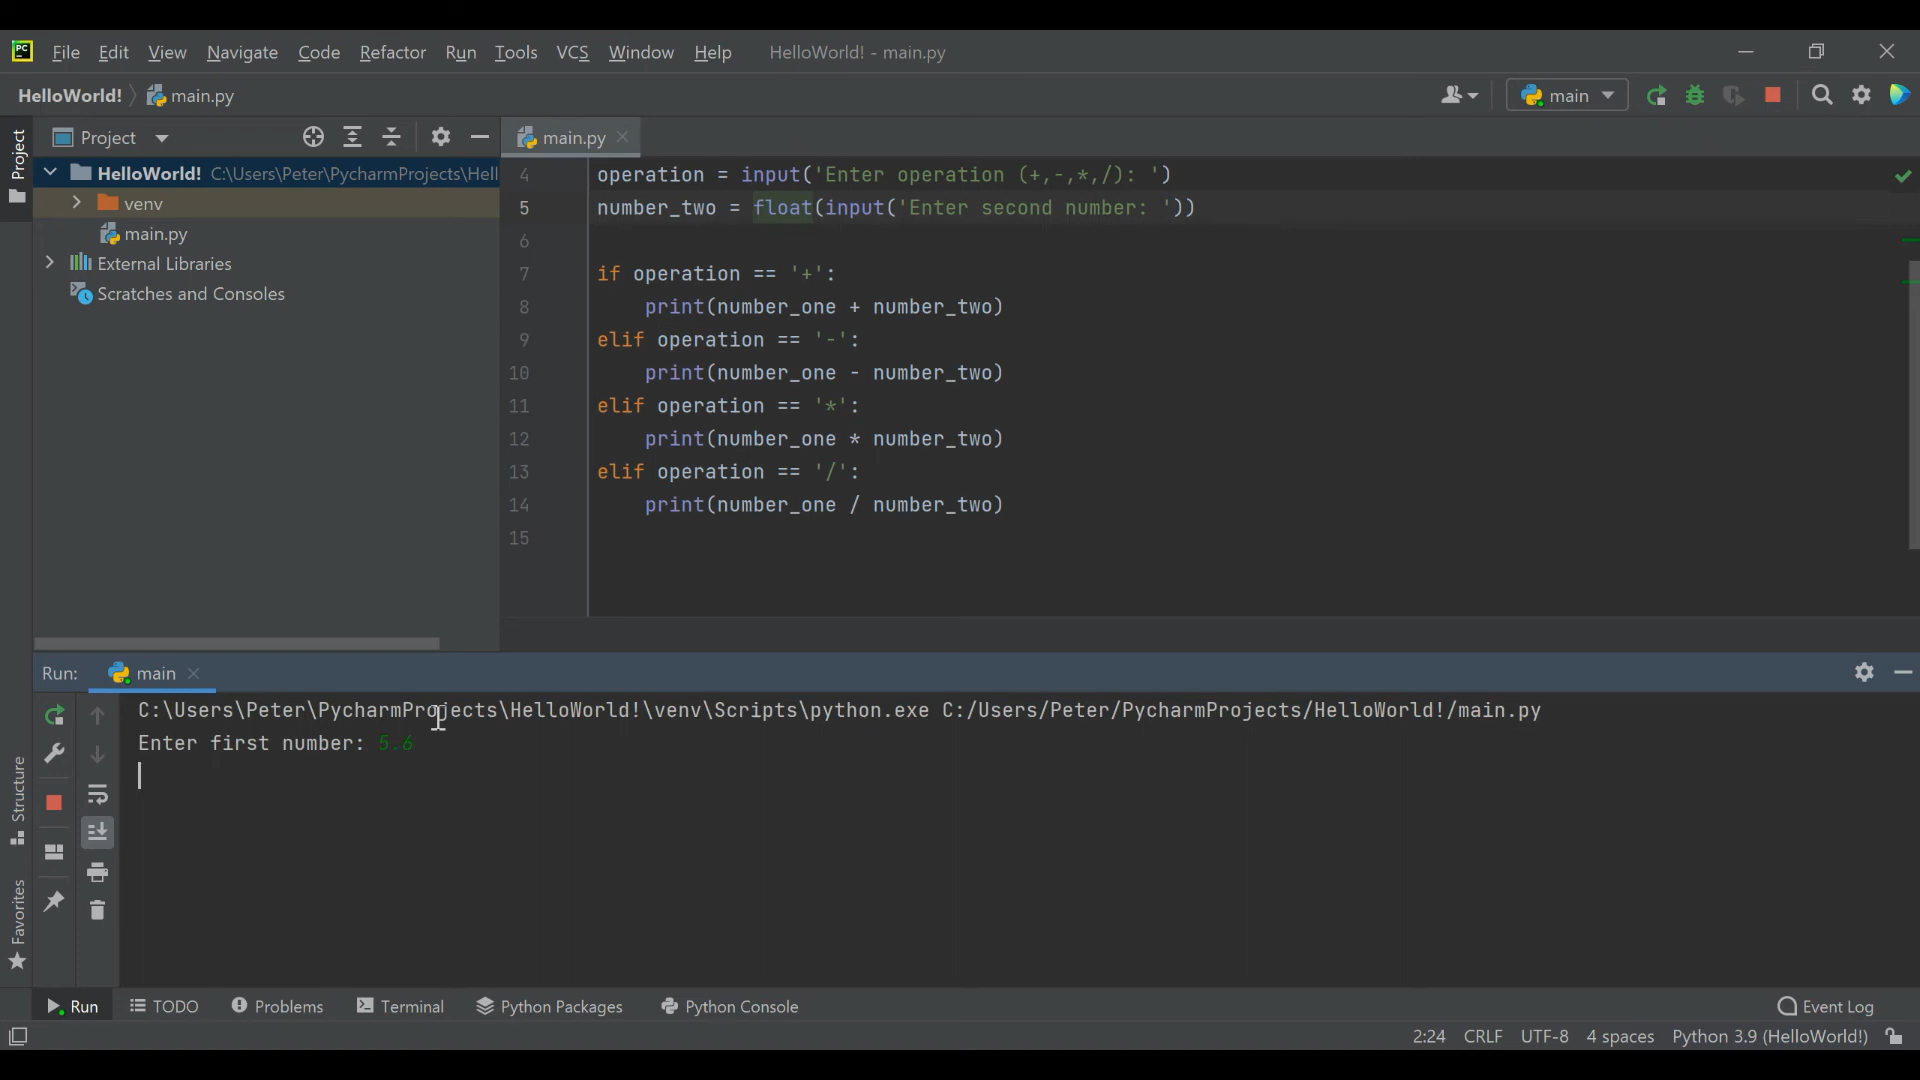 PC File Edit View Navigate Code Refactor Run Tools VCS Window Help HelloWorld! - main.py
HelloWorld! main.py main
Project
Project main.py
HelloWorld! C:\Users\Peter\PycharmProjects\Hell
venv
main.py
External Libraries
Scratches and Consoles
4 operation = input('Enter operation (+,-,*,/): ')
5 number_two = float(input('Enter second number: '))
6
7 if operation == '+':
8 print(number_one + number_two)
9 elif operation == '-':
10 print(number_one - number_two)
11 elif operation == '*':
12 print(number_one * number_two)
13 elif operation == '/':
14 print(number_one / number_two)
15
Run: main
C:\Users\Peter\PycharmProjects\HelloWorld!\venv\Scripts\python.exe C:/Users/Peter/PycharmProjects/HelloWorld!/main.py
Enter first number: 5.6
Structure
Favorites
Run TODO Problems Terminal Python Packages Python Console Event Log
2:24 CRLF UTF-8 4 spaces Python 3.9 (HelloWorld!)